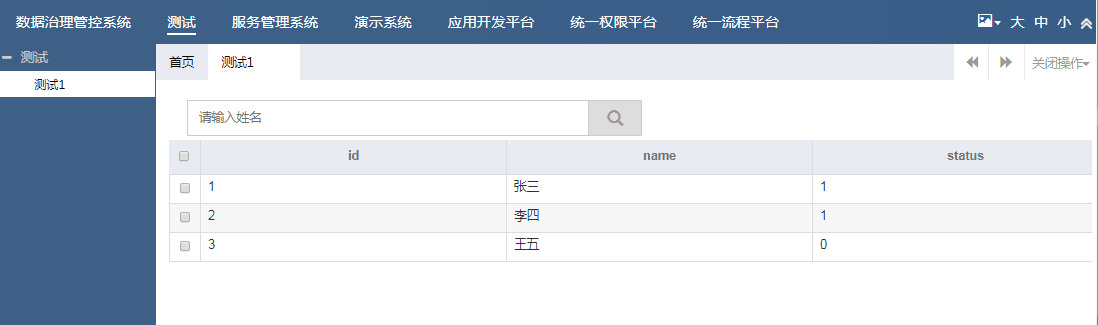 数据治理管控系统 测试 服务管理系统 演示系统 应用开发平台 统一权限平台 统一流程平台 大 中 小
测试
首页 测试1 关闭操作
测试1
请输入姓名
id name status
1 张三 1
2 李四 1
3 王五 0